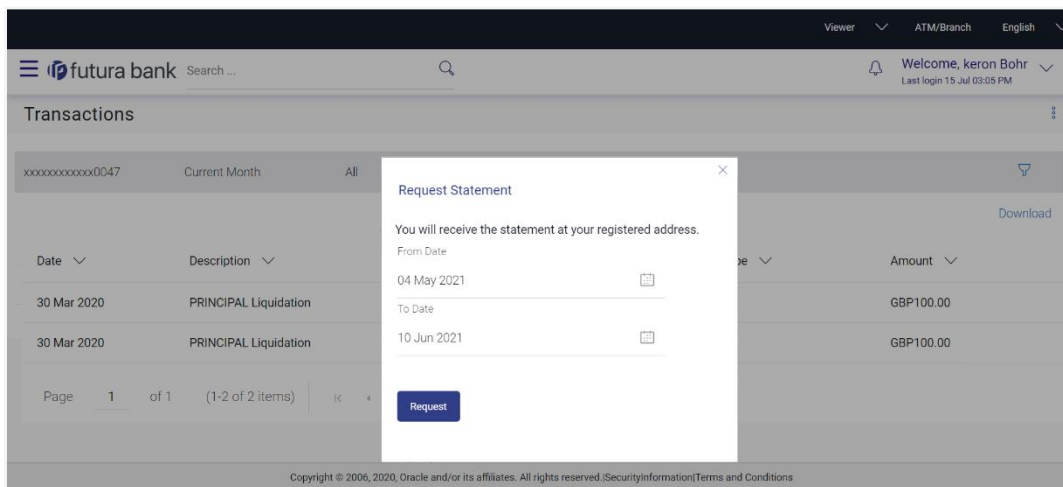 Viewer ATM/Branch English
futura bank Search ... Welcome, keron Bohr
Last login 15 Jul 03:05 PM
Transactions
xxxxxxxxxxxx0047 Current Month All
Request Statement
Download
You will receive the statement at your registered address.
From Date
Date Description Amount
04 May 2021
30 Mar 2020 PRINCIPAL Liquidation GBP100.00
To Date
10 Jun 2021
30 Mar 2020 PRINCIPAL Liquidation GBP100.00
Page 1 of 1 (1-2 of 2 items)
Request
Copyright © 2006, 2020, Oracle and/or its affiliates. All rights reserved.|SecurityInformation|Terms and Conditions